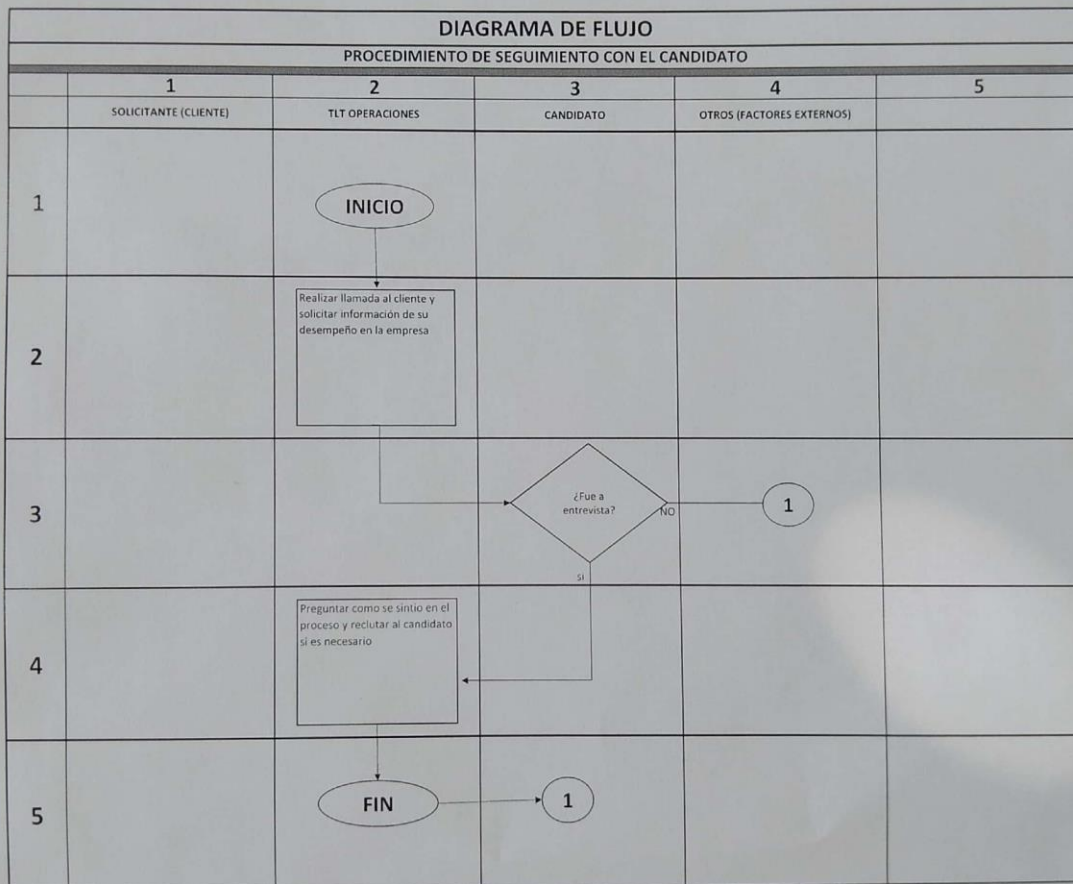 DIAGRAMA DE FLUJO
PROCEDIMIENTO DE SEGUIMIENTO CON EL CANDIDATO
1 2 3 4 5
SOLICITANTE (CLIENTE) TLT OPERACIONES CANDIDATO OTROS (FACTORES EXTERNOS)
1
INICIO
2
Realizar llamada al cliente y
solicitar información de su
desempeño en la empresa
3
¿Fue a
entrevista?
NO
1
SI
4
Preguntar como se sintio en el
proceso y reclutar al candidato
si es necesario
5
FIN
1